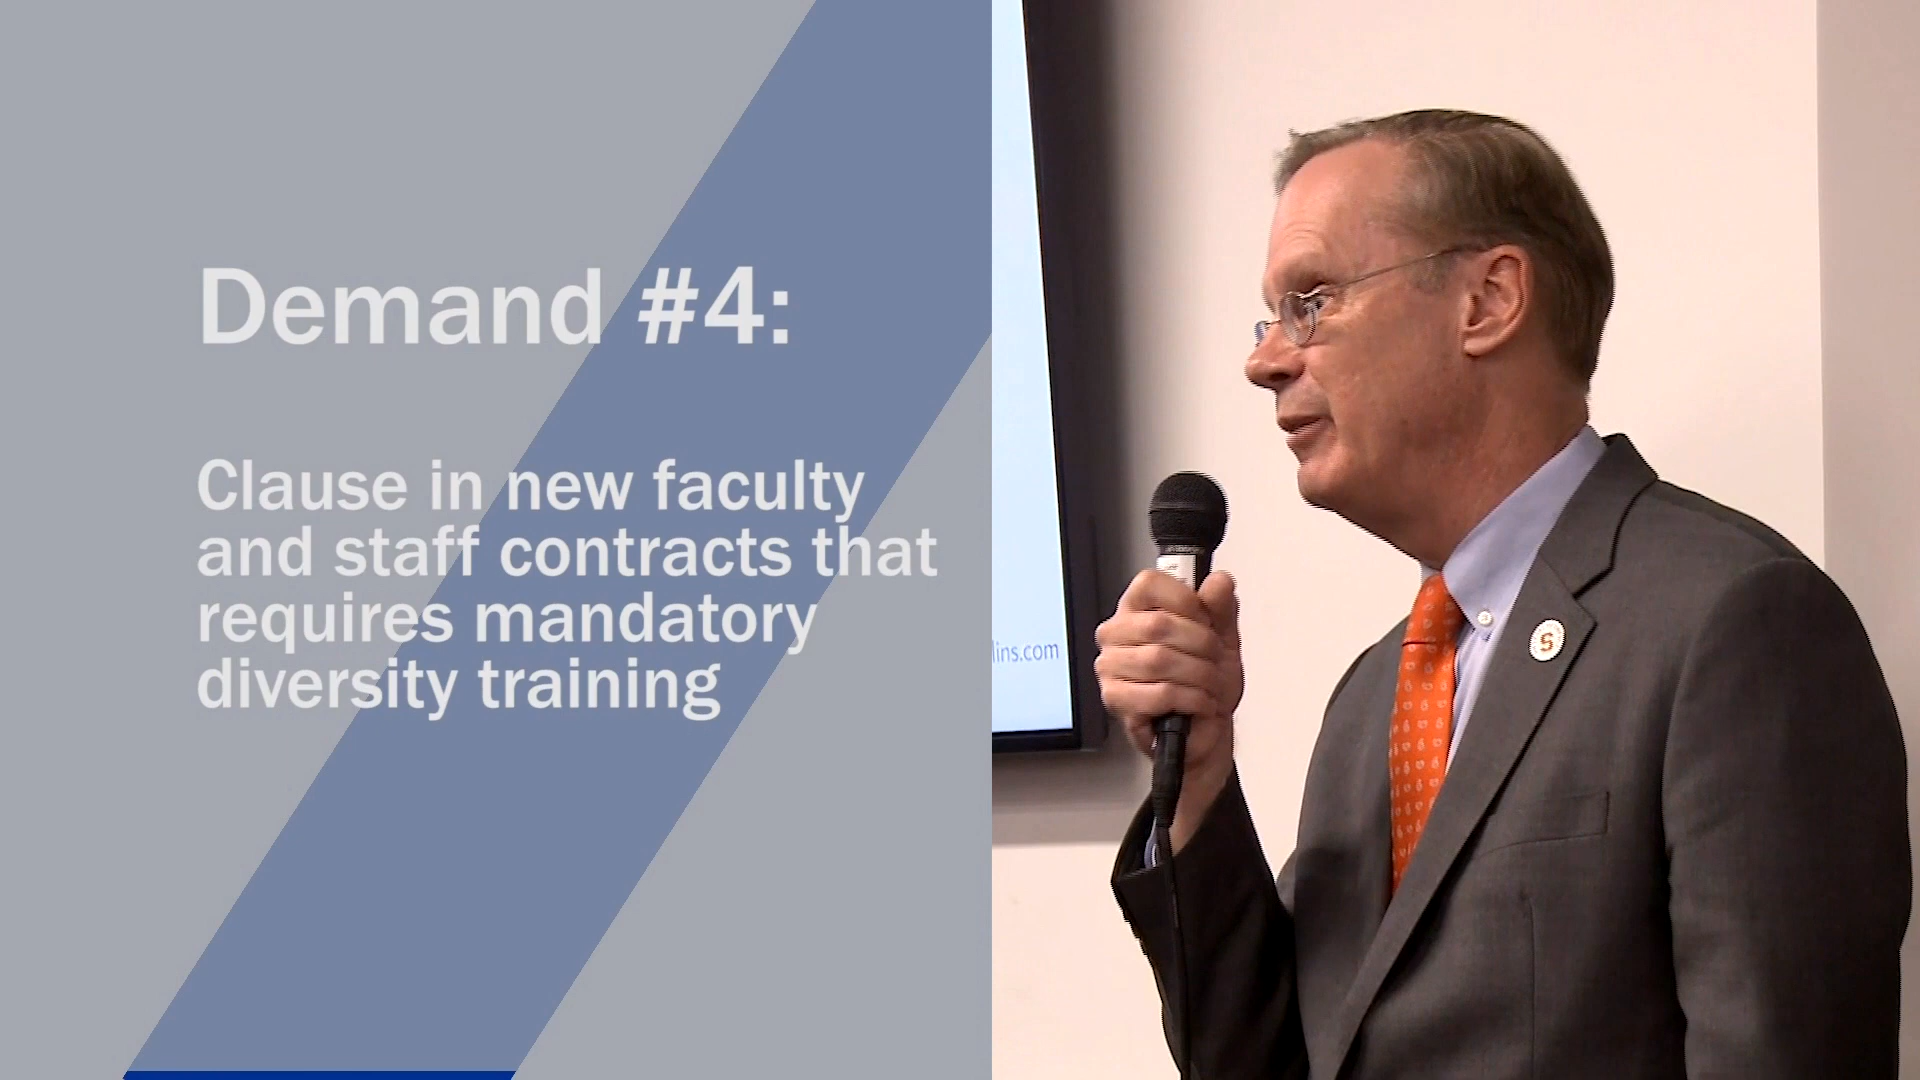 Demand #4:
Clause in new faculty
and staff contracts that
requires mandatory
diversity training
lins.com
S